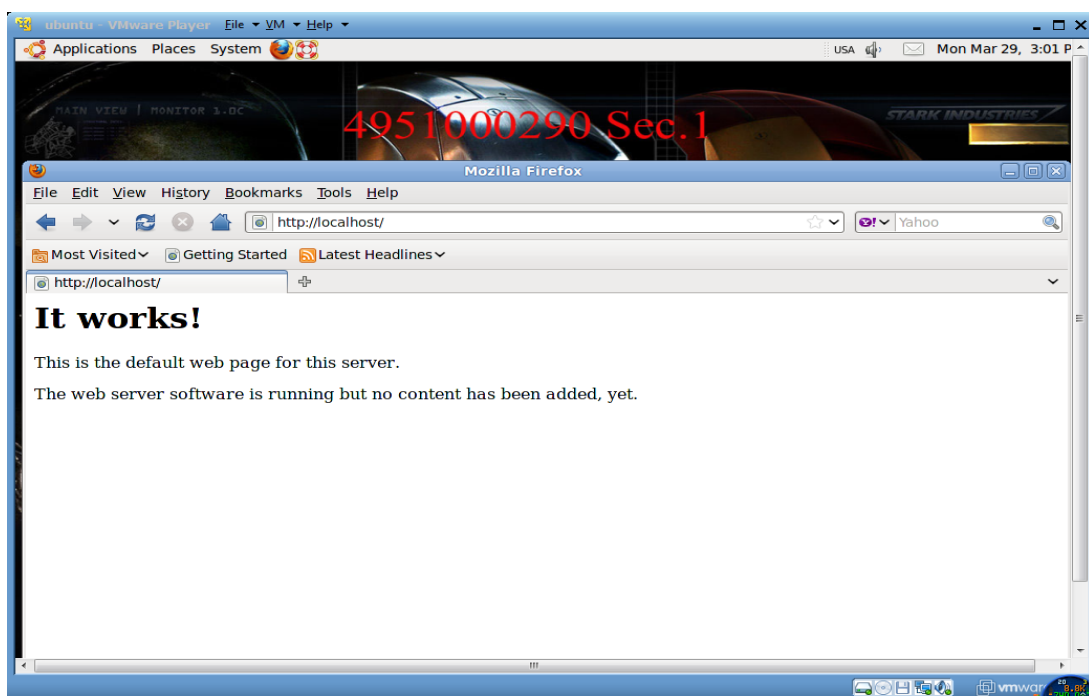 ubuntu - VMware Player File VM Help
Applications Places System USA Mon Mar 29, 3:01 P
MAIN VIEW | MONITOR
STARK INDUSTRIES
4951000290 Sec.1
Mozilla Firefox
File Edit View History Bookmarks Tools Help
http://localhost/ Yahoo
Most Visited Getting Started Latest Headlines
http://localhost/
It works!
This is the default web page for this server.
The web server software is running but no content has been added, yet.
vmwar